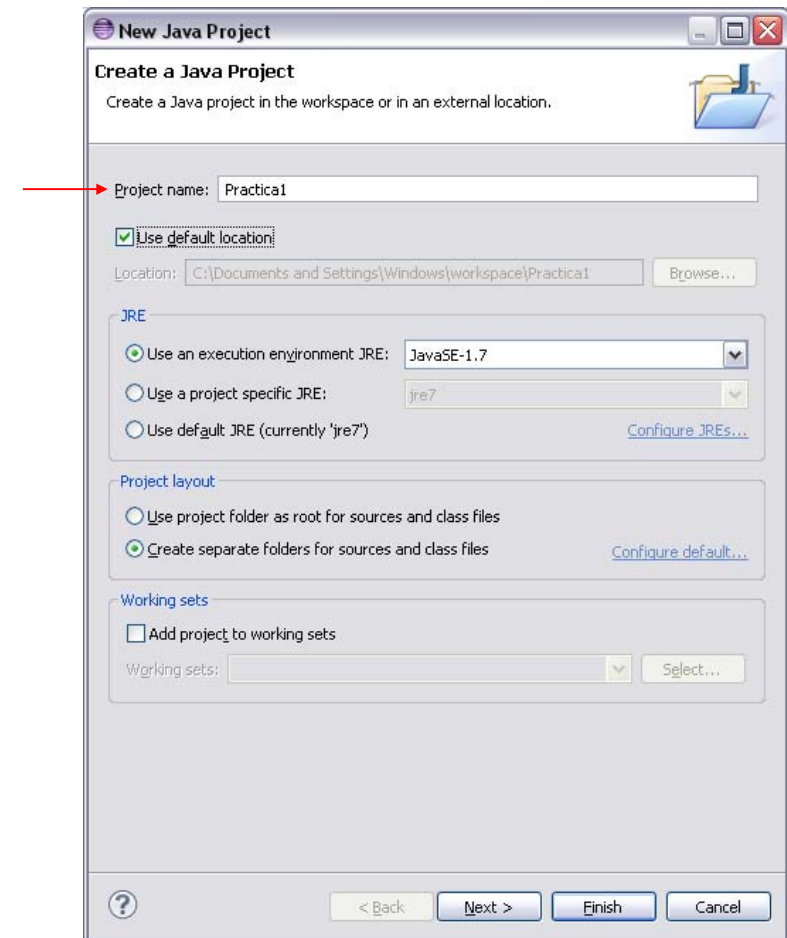 New Java Project
Create a Java Project
Create a Java project in the workspace or in an external location.
Project name: Practica1
Use default location
Location: C:\Documents and Settings\Windows\workspace\Practica1 Browse...
JRE
Use an execution environment JRE: JavaSE-1.7
Use a project specific JRE: jre7
Use default JRE (currently 'jre7') Configure JREs...
Project layout
Use project folder as root for sources and class files
Create separate folders for sources and class files Configure default...
Working sets
Add project to working sets
Working sets: Select...
? < Back Next > Finish Cancel